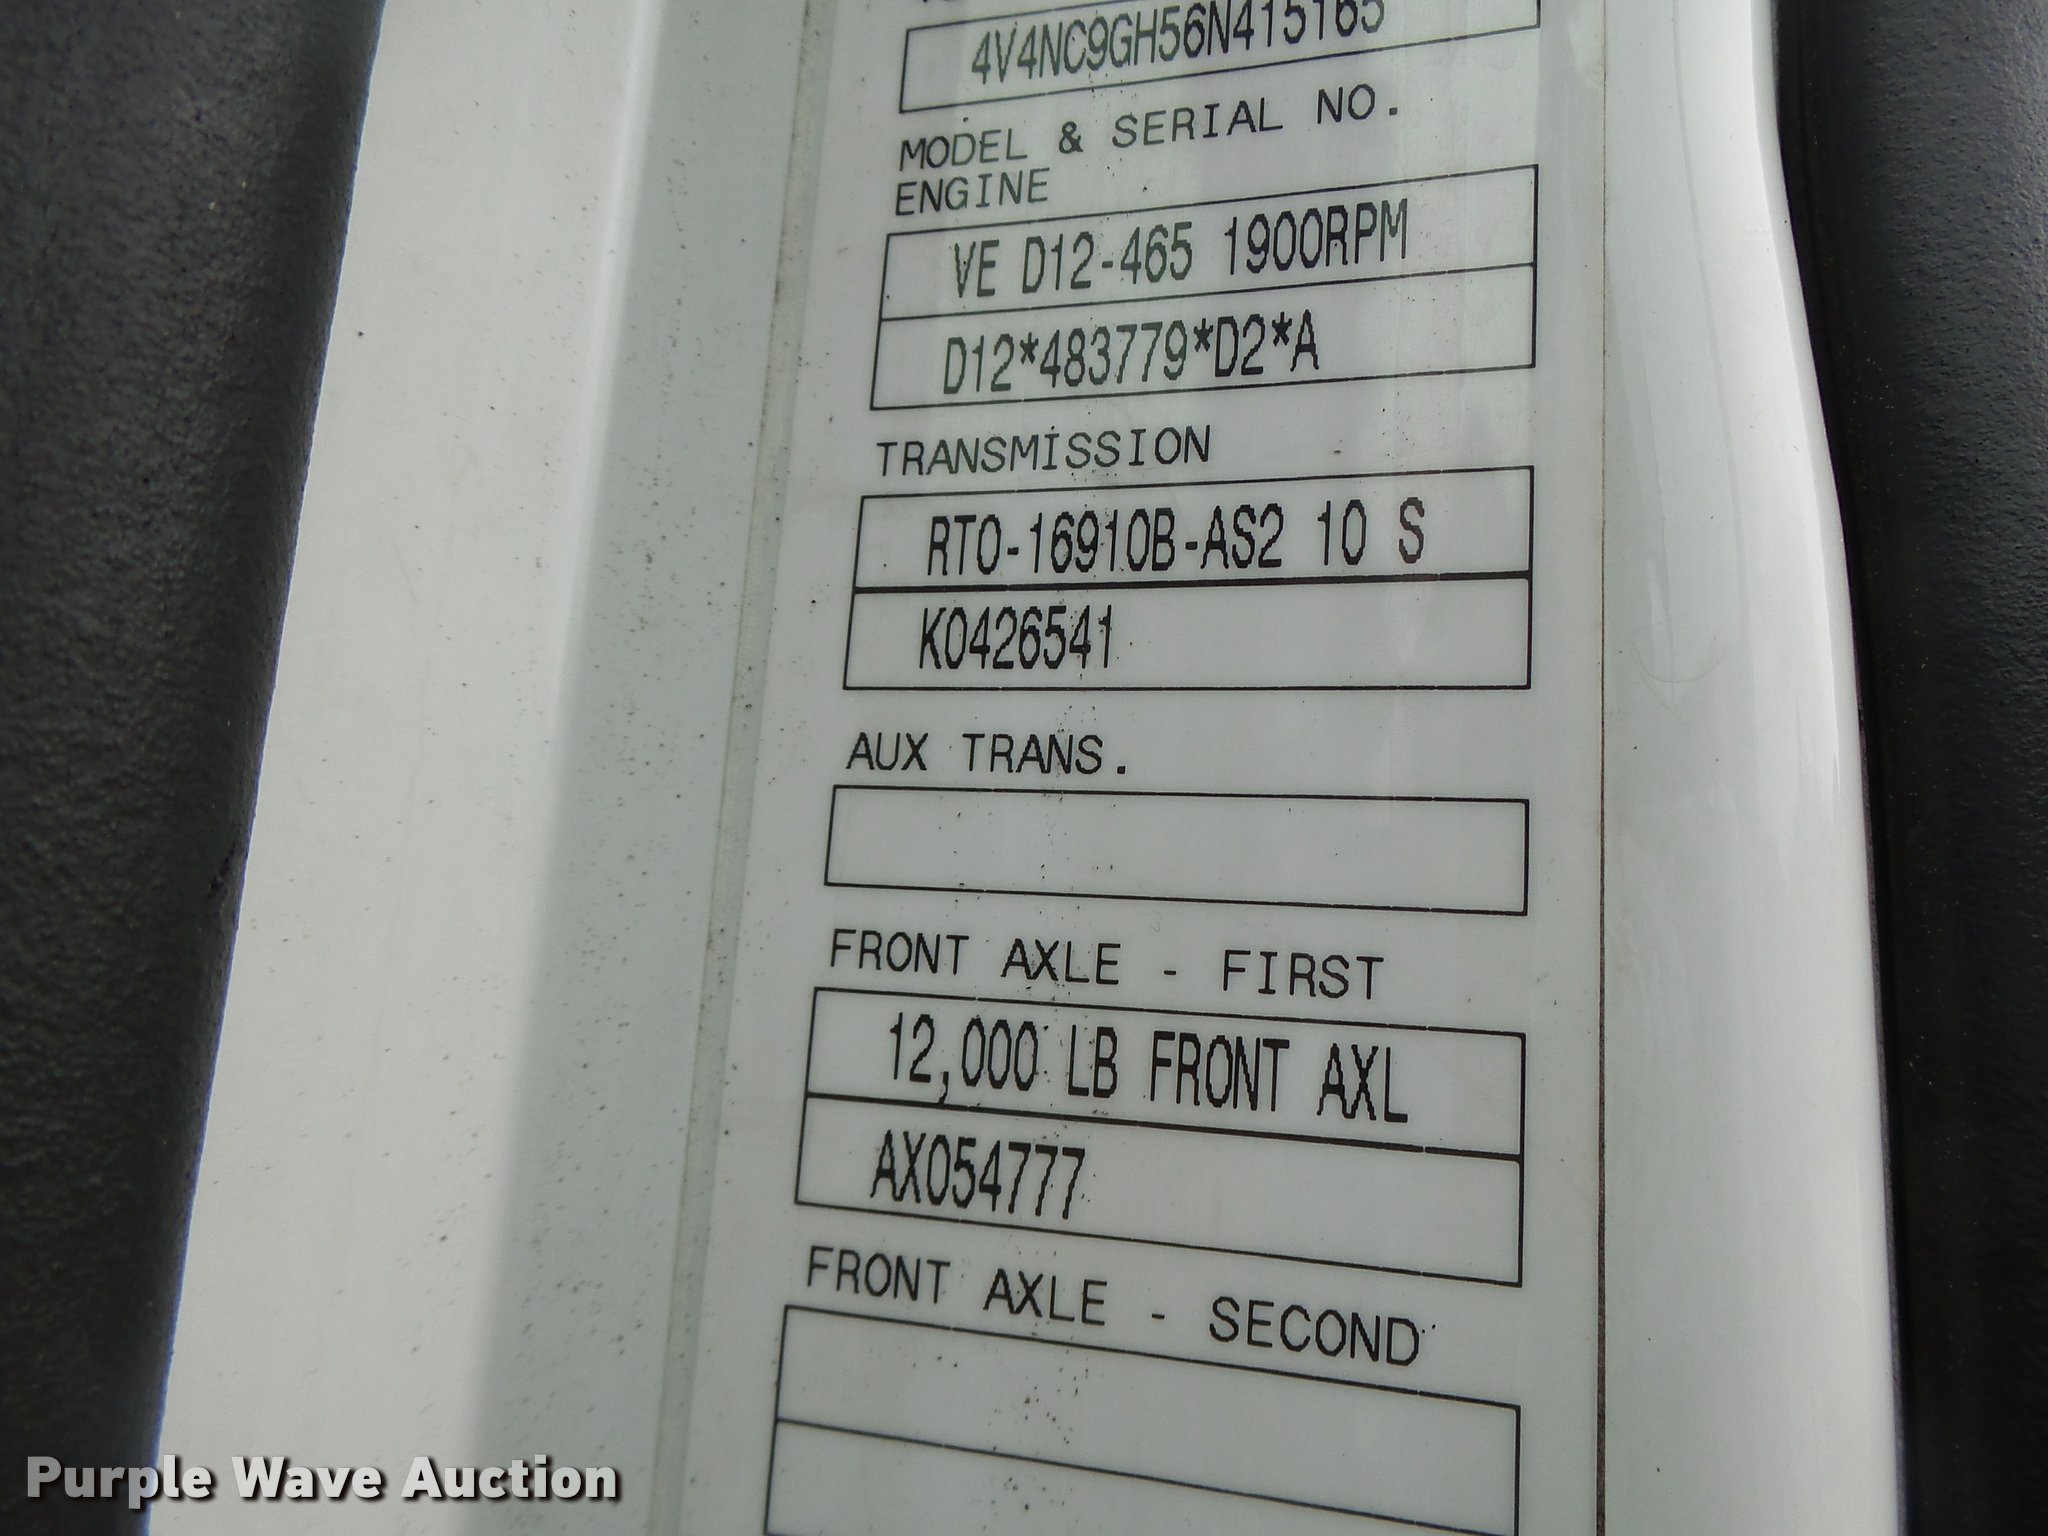 4V4NC9GH56N415165
MODEL & SERIAL NO.
ENGINE
VE D12-465 1900RPM
D12*483779*D2*A
TRANSMISSION
RTO-16910B-AS2 10 S
K0426541
AUX TRANS.
FRONT AXLE - FIRST
12,000 LB FRONT AXL
AX054777
FRONT AXLE - SECOND
Purple Wave Auction